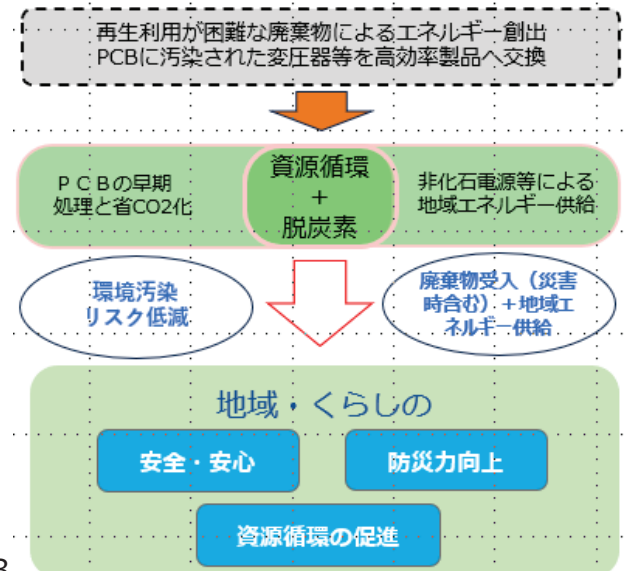 再生利用が困難な廃棄物によるエネルギー創出
PCBに汚染された変圧器等を高効率製品へ交換
ＰＣＢの早期
処理と省CO2化
資源循環
+
脱炭素
非化石電源等による
地域エネルギー供給
環境汚染
リスク低減
廃棄物受入（災害
時含む）＋地域エ
ネルギー供給
地域・くらしの
安全・安心
防災力向上
資源循環の促進